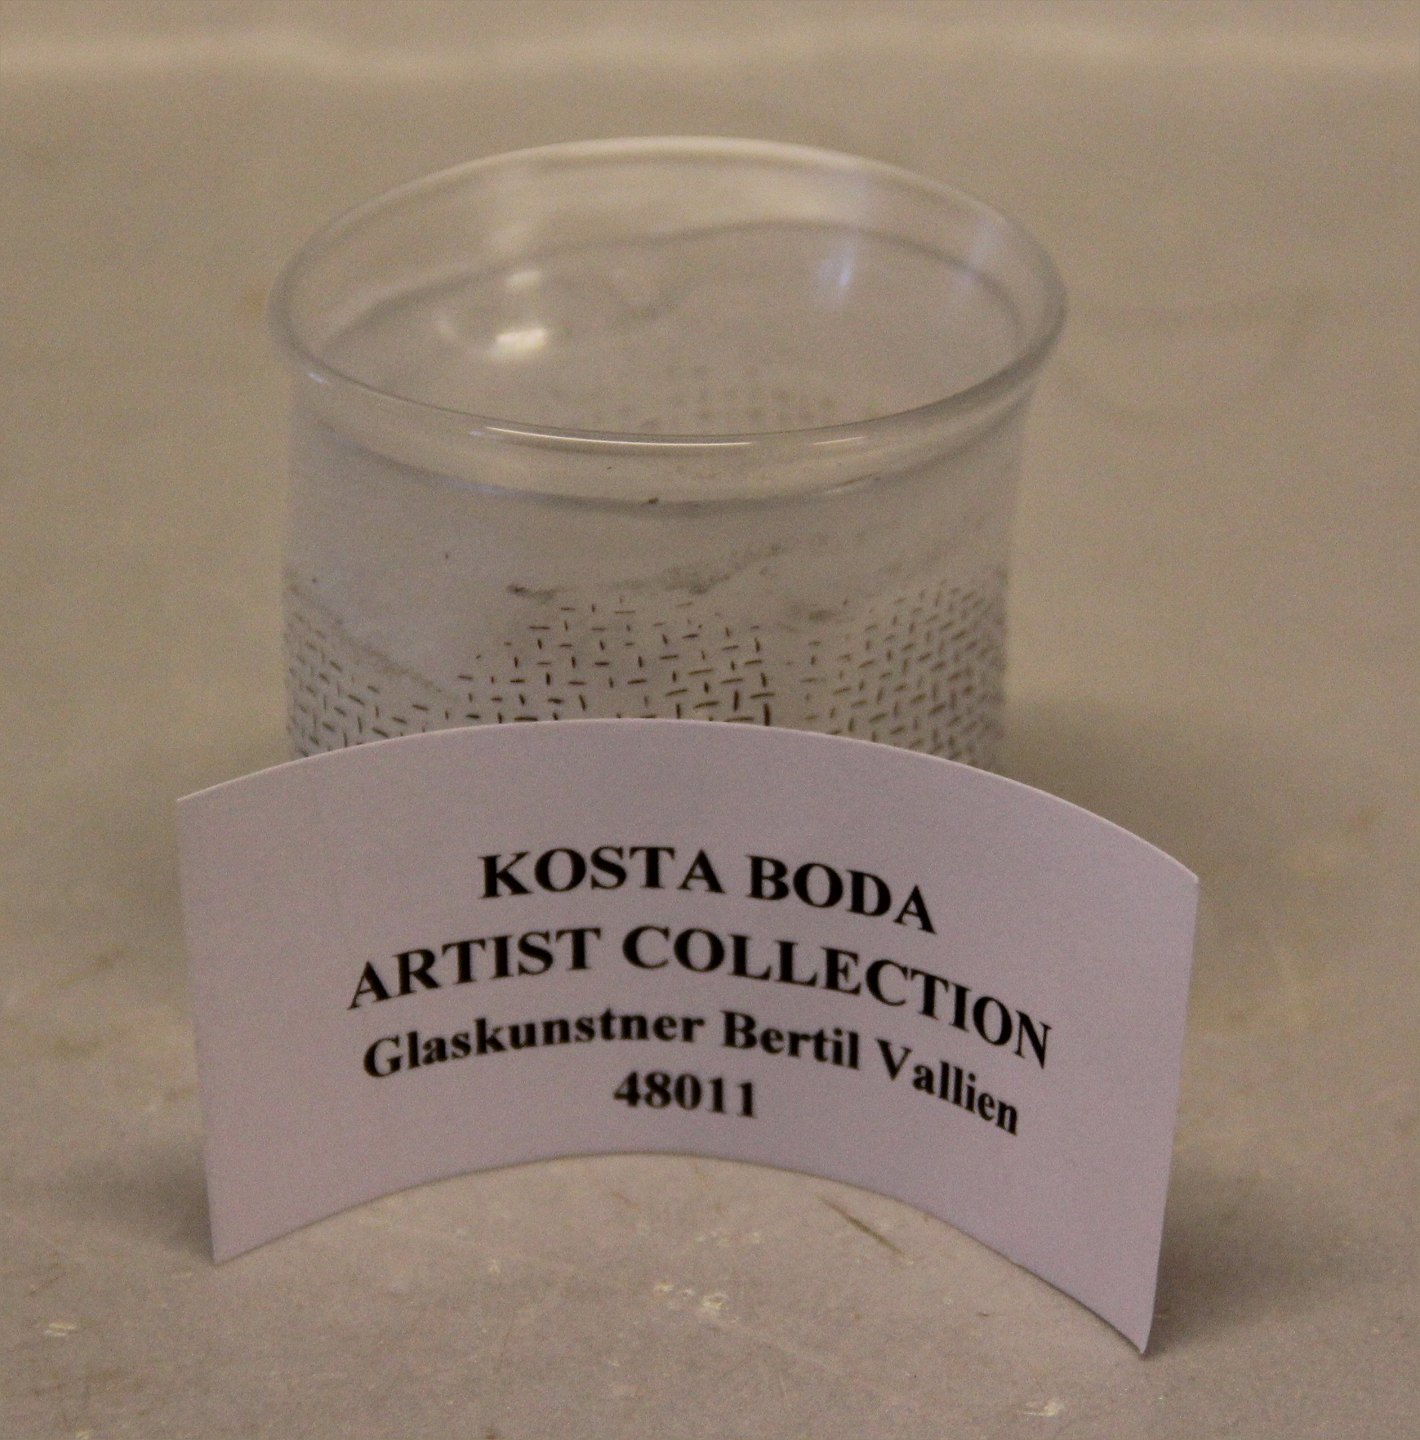 KOSTA BODA
ARTIST COLLECTION
Glaskunstner Bertil Vallien
48011